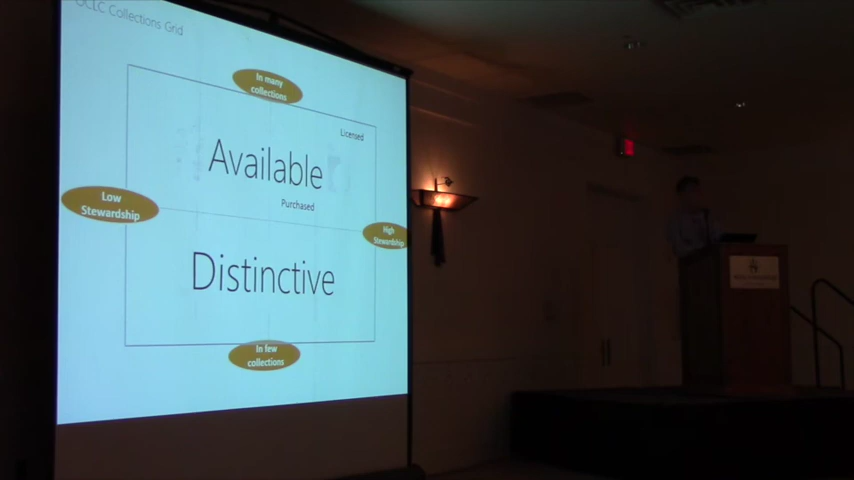 OCLC Collections Grid
In many
collections
Licensed
Available
Purchased
Low
Stewardship
High
Stewardship
Distinctive
In few
collections